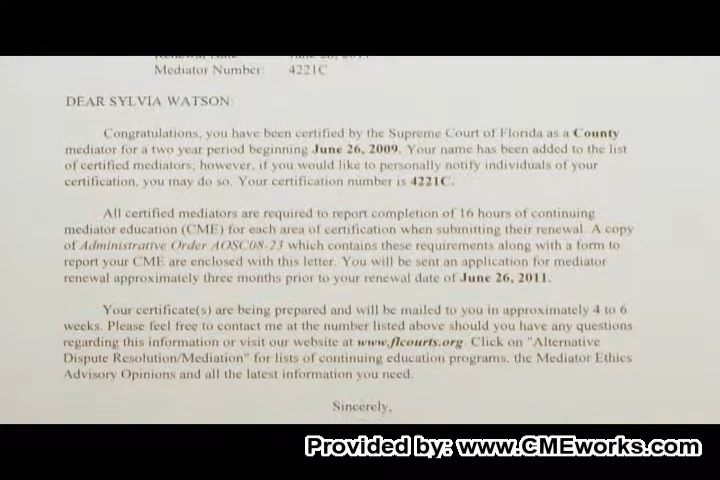 Mediator Number: 4221C
DEAR SYLVIA WATSON:
Congratulations, you have been certified by the Supreme Court of Florida as a County
mediator for a two year period beginning June 26, 2009. Your name has been added to the list
of certified mediators; however, if you would like to personally notify individuals of your
certification, you may do so. Your certification number is 4221C.
All certified mediators are required to report completion of 16 hours of continuing
mediator education (CME) for each area of certification when submitting their renewal. A copy
of Administrative Order AOSC08-23 which contains these requirements along with a form to
report your CME are enclosed with this letter. You will be sent an application for mediator
renewal approximately three months prior to your renewal date of June 26, 2011.
Your certificate(s) are being prepared and will be mailed to you in approximately 4 to 6
weeks. Please feel free to contact me at the number listed above should you have any questions
regarding this information or visit our website at www.flcourts.org. Click on "Alternative
Dispute Resolution/Mediation" for lists of continuing education programs, the Mediator Ethics
Advisory Opinions and all the latest information you need.
Sincerely,
Provided by: www.CMEworks.com